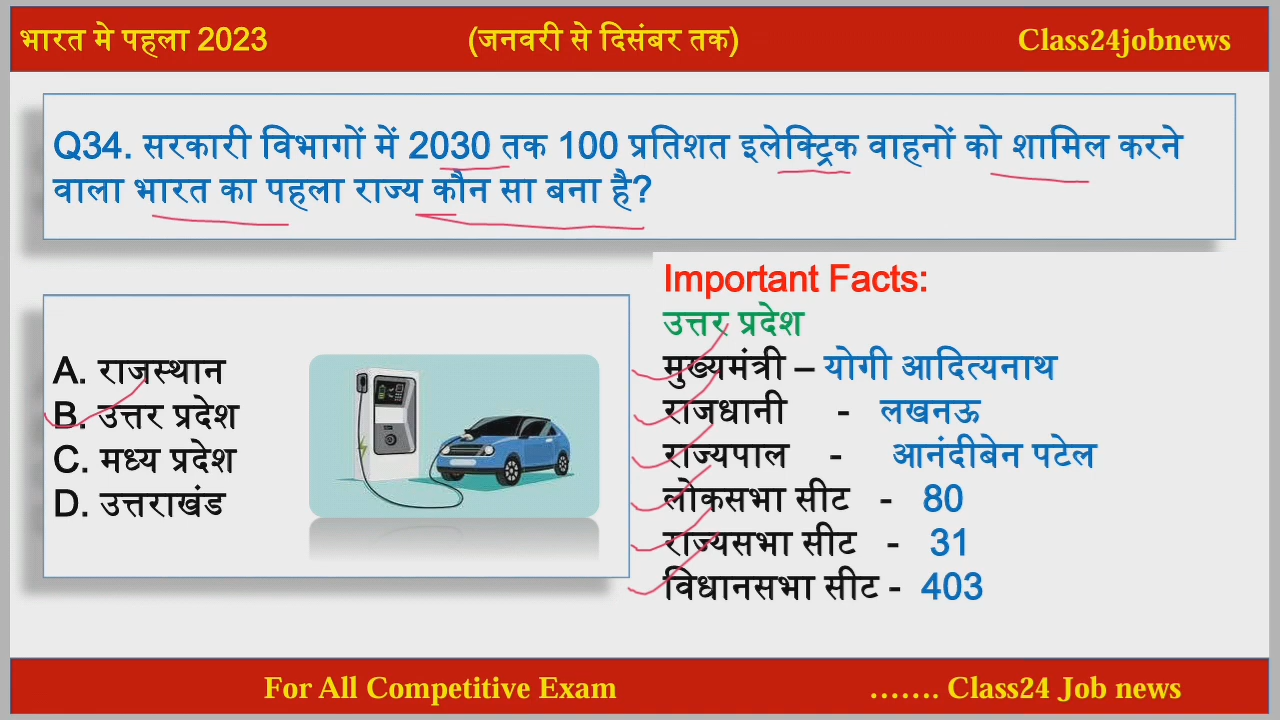 भारत मे पहला 2023 (जनवरी से दिसंबर तक) Class24jobnews
Q34. सरकारी विभागों में 2030 तक 100 प्रतिशत इलेक्ट्रिक वाहनों को शामिल करने
वाला भारत का पहला राज्य कौन सा बना है?
A. राजस्थान
B. उत्तर प्रदेश
C. मध्य प्रदेश
D. उत्तराखंड
Important Facts:
उत्तर प्रदेश
मुख्यमंत्री – योगी आदित्यनाथ
राजधानी - लखनऊ
राज्यपाल - आनंदीबेन पटेल
लोकसभा सीट - 80
राज्यसभा सीट - 31
विधानसभा सीट - 403
For All Competitive Exam ……. Class24 Job news